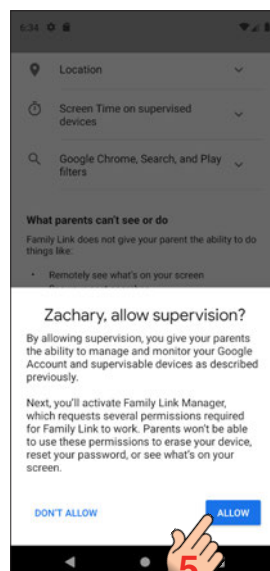 6:34
Location
Screen Time on supervised
devices
Google Chrome, Search, and Play
filters
What parents can't see or do
Family Link does not give your parent the ability to do
things like:
• Remotely see what's on your screen
Zachary, allow supervision?
By allowing supervision, you give your parents
the ability to manage and monitor your Google
Account and supervisable devices as described
previously.
Next, you'll activate Family Link Manager,
which requests several permissions required
for Family Link to work. Parents won't be able
to use these permissions to erase your device,
reset your password, or see what's on your
screen.
DON'T ALLOW
ALLOW
5